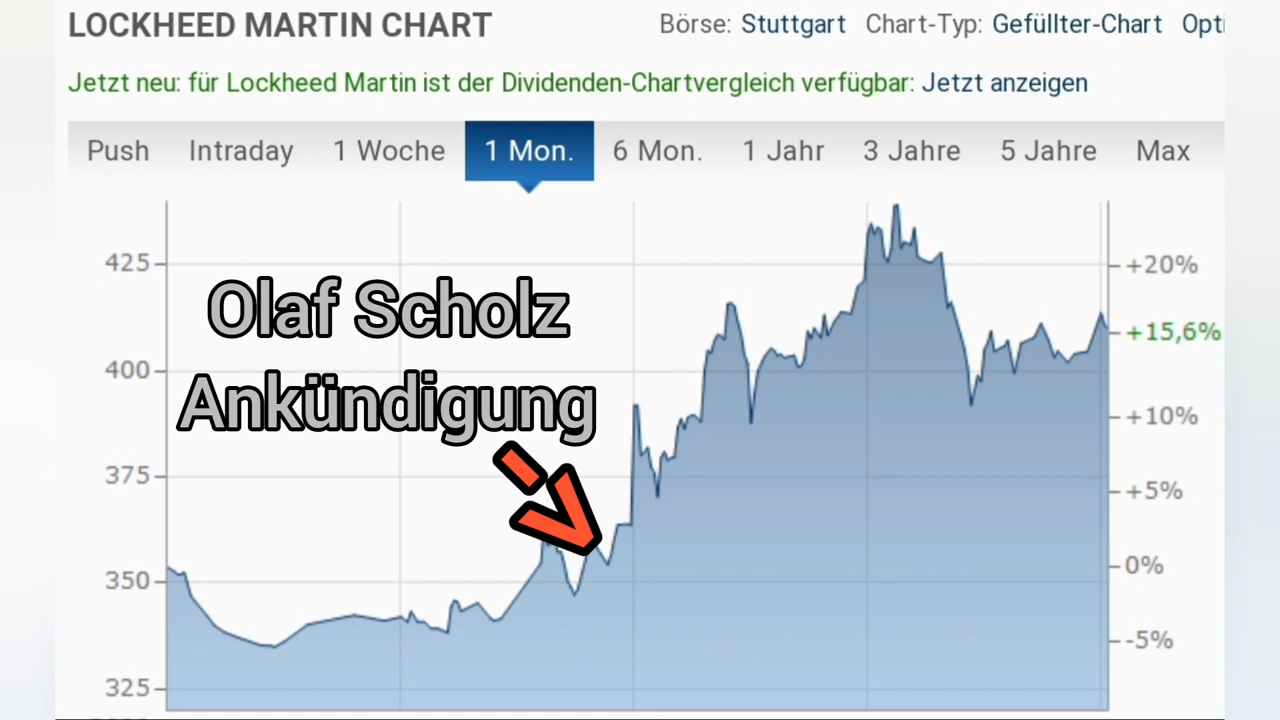 LOCKHEED MARTIN CHART
Börse: Stuttgart Chart-Typ: Gefüllter-Chart Opti
Jetzt neu: für Lockheed Martin ist der Dividenden-Chartvergleich verfügbar: Jetzt anzeigen
Push Intraday 1 Woche 1 Mon. 6 Mon. 1 Jahr 3 Jahre 5 Jahre Max
425 +20%
Olaf Scholz
+15,6%
400
Ankündigung
+10%
375 +5%
0%
350
-5%
325